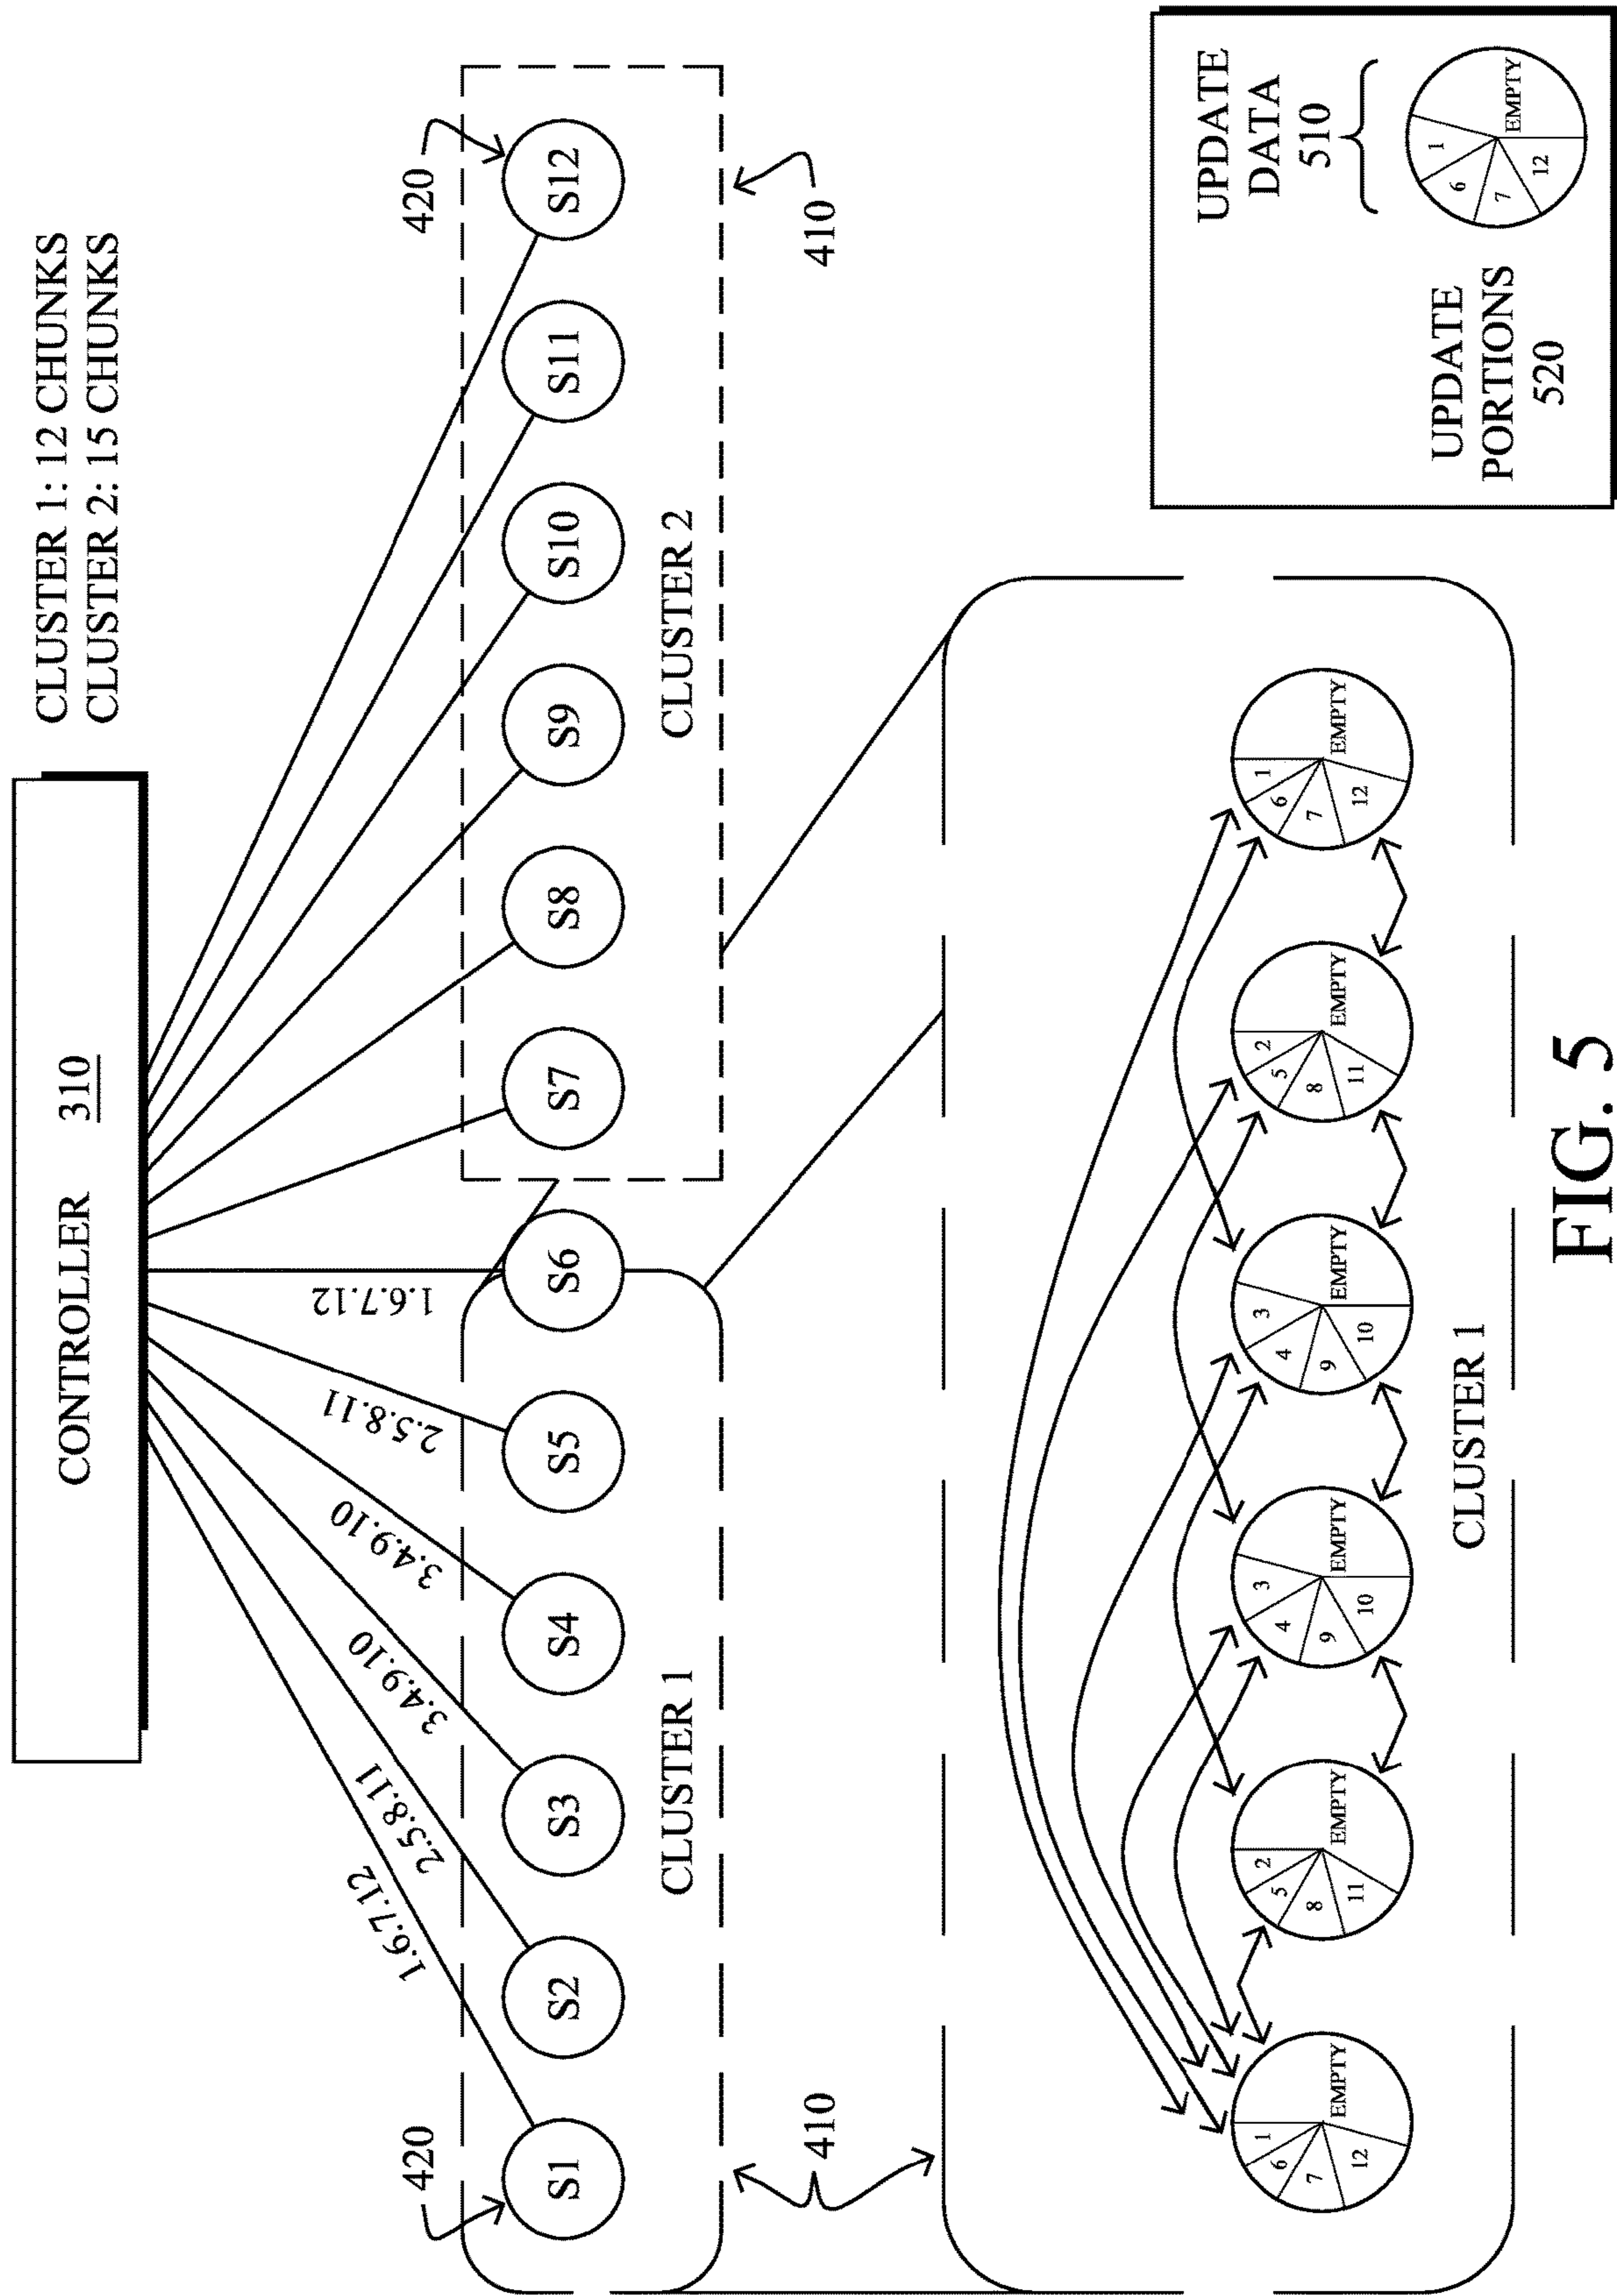 CONTROLLER 310
CLUSTER 1: 12 CHUNKS
CLUSTER 2: 15 CHUNKS
1.6.7.12
2.5.8.11
3.4.9.10
3.4.9.10
2.5.8.11
1.6.7.12
420
420
S1
S2
S3
S4
S5
S6
S7
S8
S9
S10
S11
S12
CLUSTER 1
CLUSTER 2
410
410
1
6
7
12
EMPTY
2
5
8
11
EMPTY
3
4
9
10
EMPTY
3
4
9
10
EMPTY
2
5
8
11
EMPTY
1
6
7
12
EMPTY
CLUSTER 1
UPDATE
DATA
510
UPDATE
PORTIONS
520
1
6
7
12
EMPTY
FIG. 5